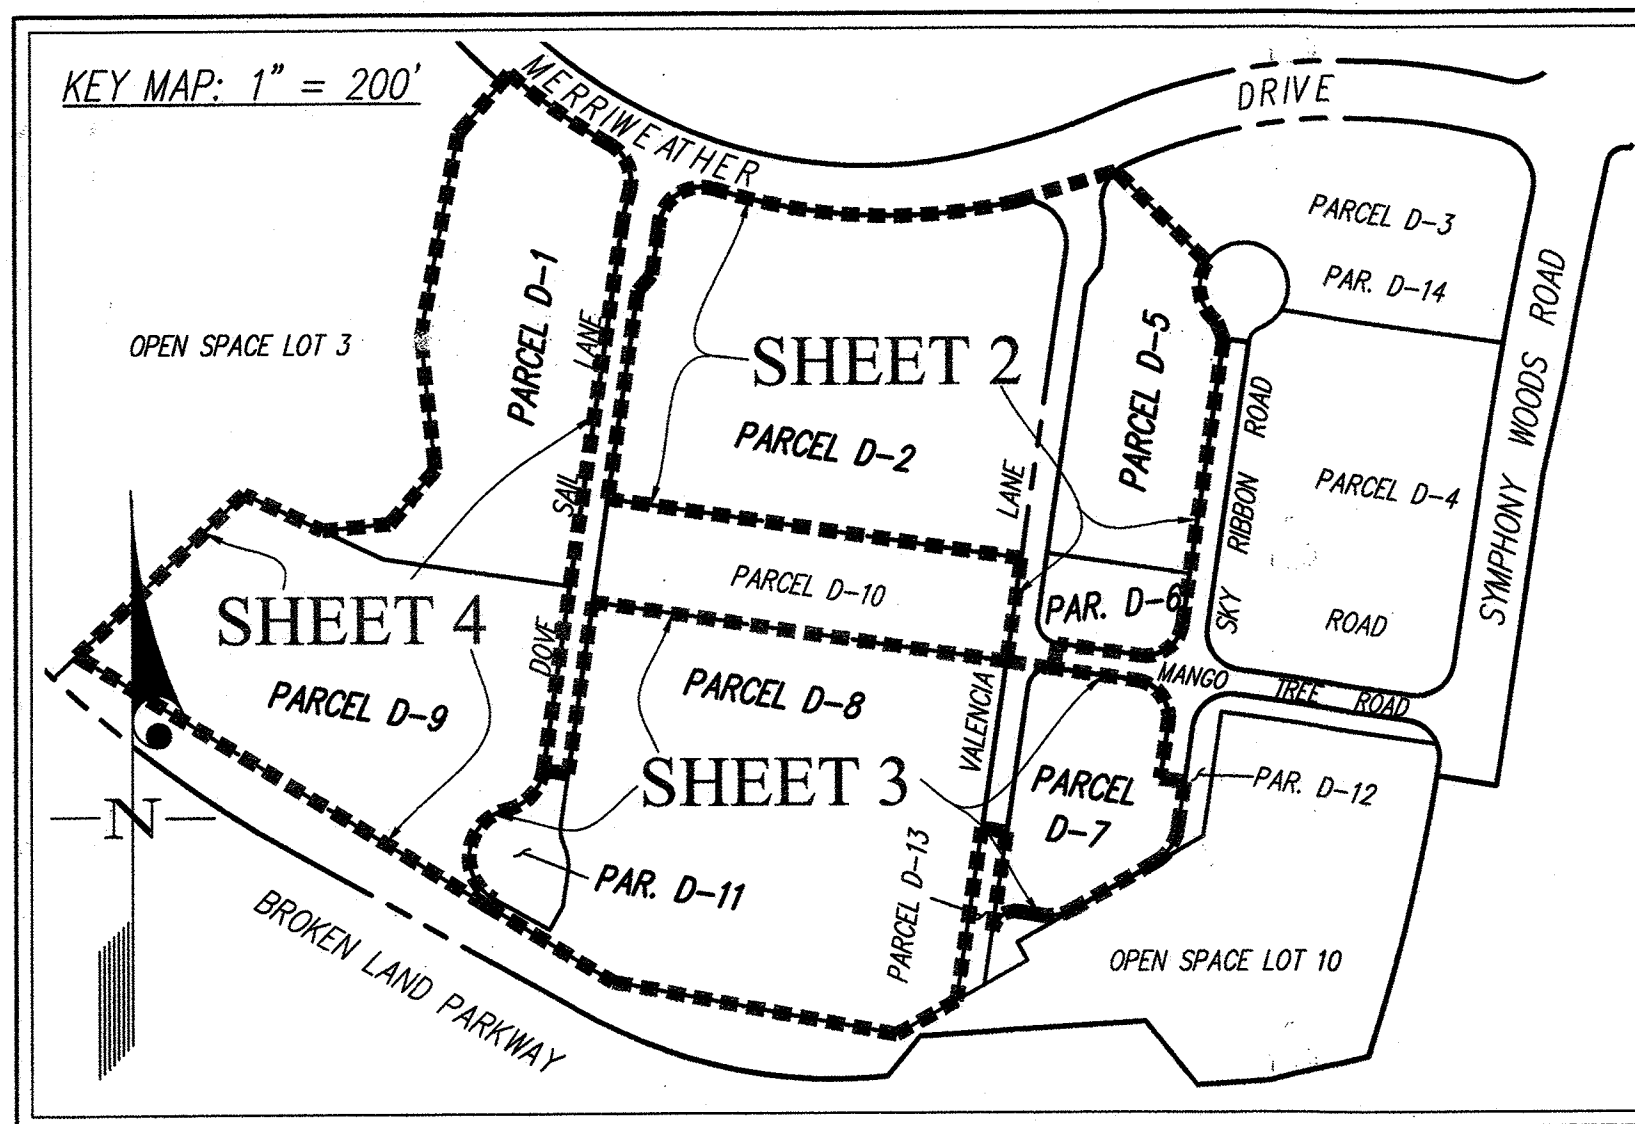 KEY MAP: 1" = 200'
MERRIWEATHER
DRIVE
PARCEL D-3
PAR. D-14
PARCEL D-1
OPEN SPACE LOT 3
LANE
SHEET 2
PARCEL D-2
PARCEL D-5
ROAD
RIBBON
SKY
SYMPHONY WOODS ROAD
PARCEL D-4
ROAD
SAIL
LANE
PARCEL D-10
PAR. D-6
SHEET 4
DOVE
PARCEL D-9
PARCEL D-8
VALENCIA
MANGO TREE ROAD
SHEET 3
PARCEL
D-7
PAR. D-12
N
PAR. D-11
PARCEL D-13
BROKEN LAND PARKWAY
OPEN SPACE LOT 10